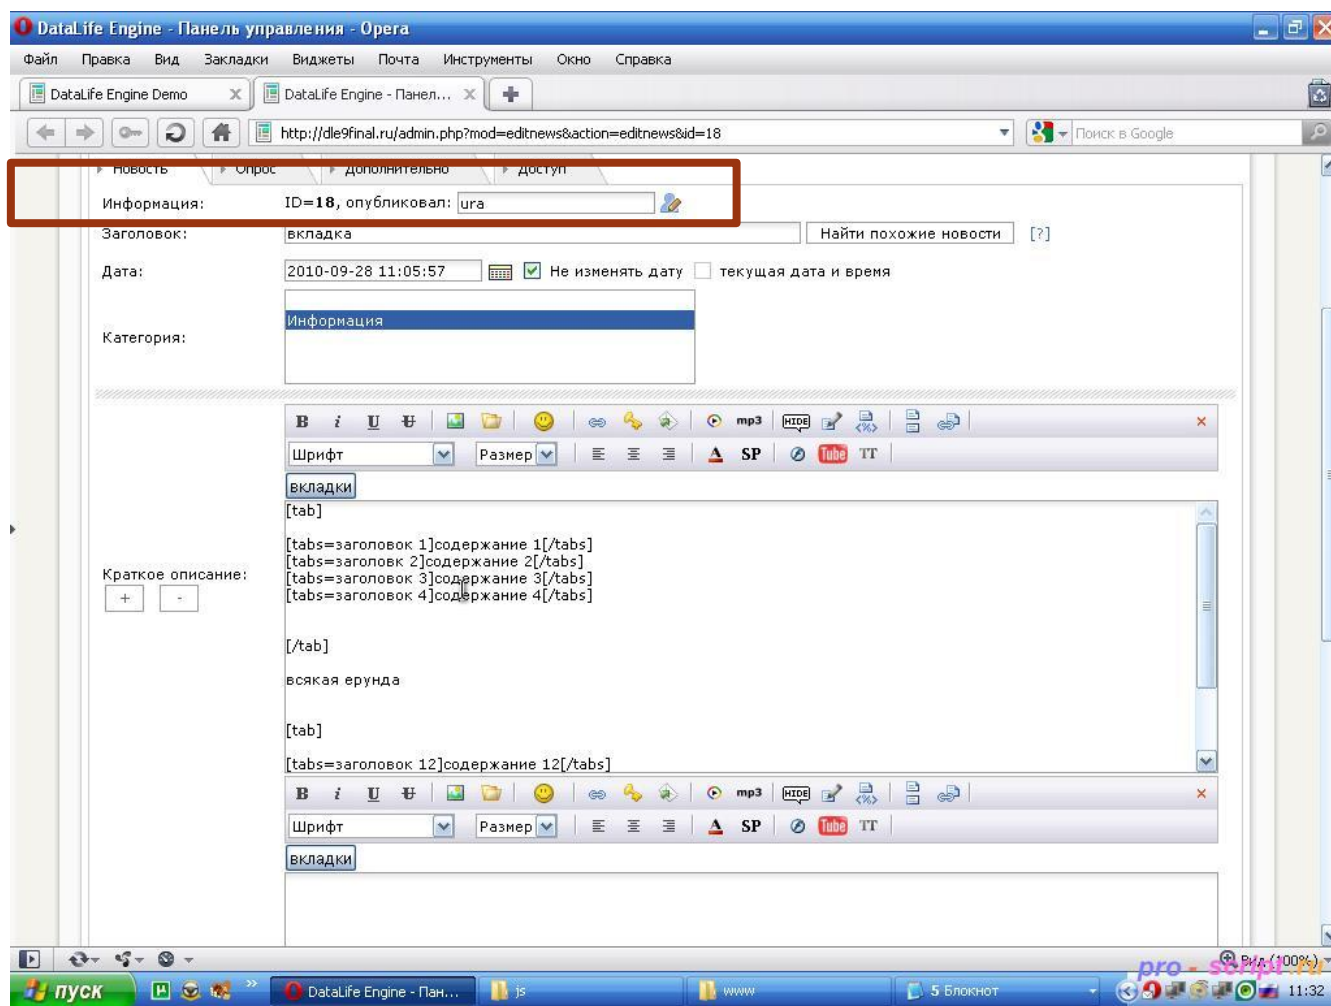 DataLife Engine - Панель управления - Opera
Файл Правка Вид Закладки Виджеты Почта Инструменты Окно Справка
DataLife Engine Demo DataLife Engine - Панел...
http://dle9final.ru/admin.php?mod=editnews&action=editnews&id=18 Поиск в Google
Новость Опрос Дополнительно Доступ
Информация: ID=18, опубликовал: ura
Заголовок: вкладка Найти похожие новости [?]
Дата: 2010-09-28 11:05:57 Не изменять дату текущая дата и время
Информация
Категория:
B i U mp3 HIDE
Шрифт Размер A SP Tube TT
вкладки
[tab]
[tabs=заголовок 1]содержание 1[/tabs]
[tabs=заголовк 2]содержание 2[/tabs]
[tabs=заголовок 3]содержание 3[/tabs]
[tabs=заголовок 4]содержание 4[/tabs]
Краткое описание:
+ -
[/tab]
всякая ерунда
[tab]
[tabs=заголовок 12]содержание 12[/tabs]
B i U mp3 HIDE
Шрифт Размер A SP Tube TT
вкладки
Вид (100%)
pro - script.ru
пуск DataLife Engine - Пан... js www 5 Блокнот 11:32